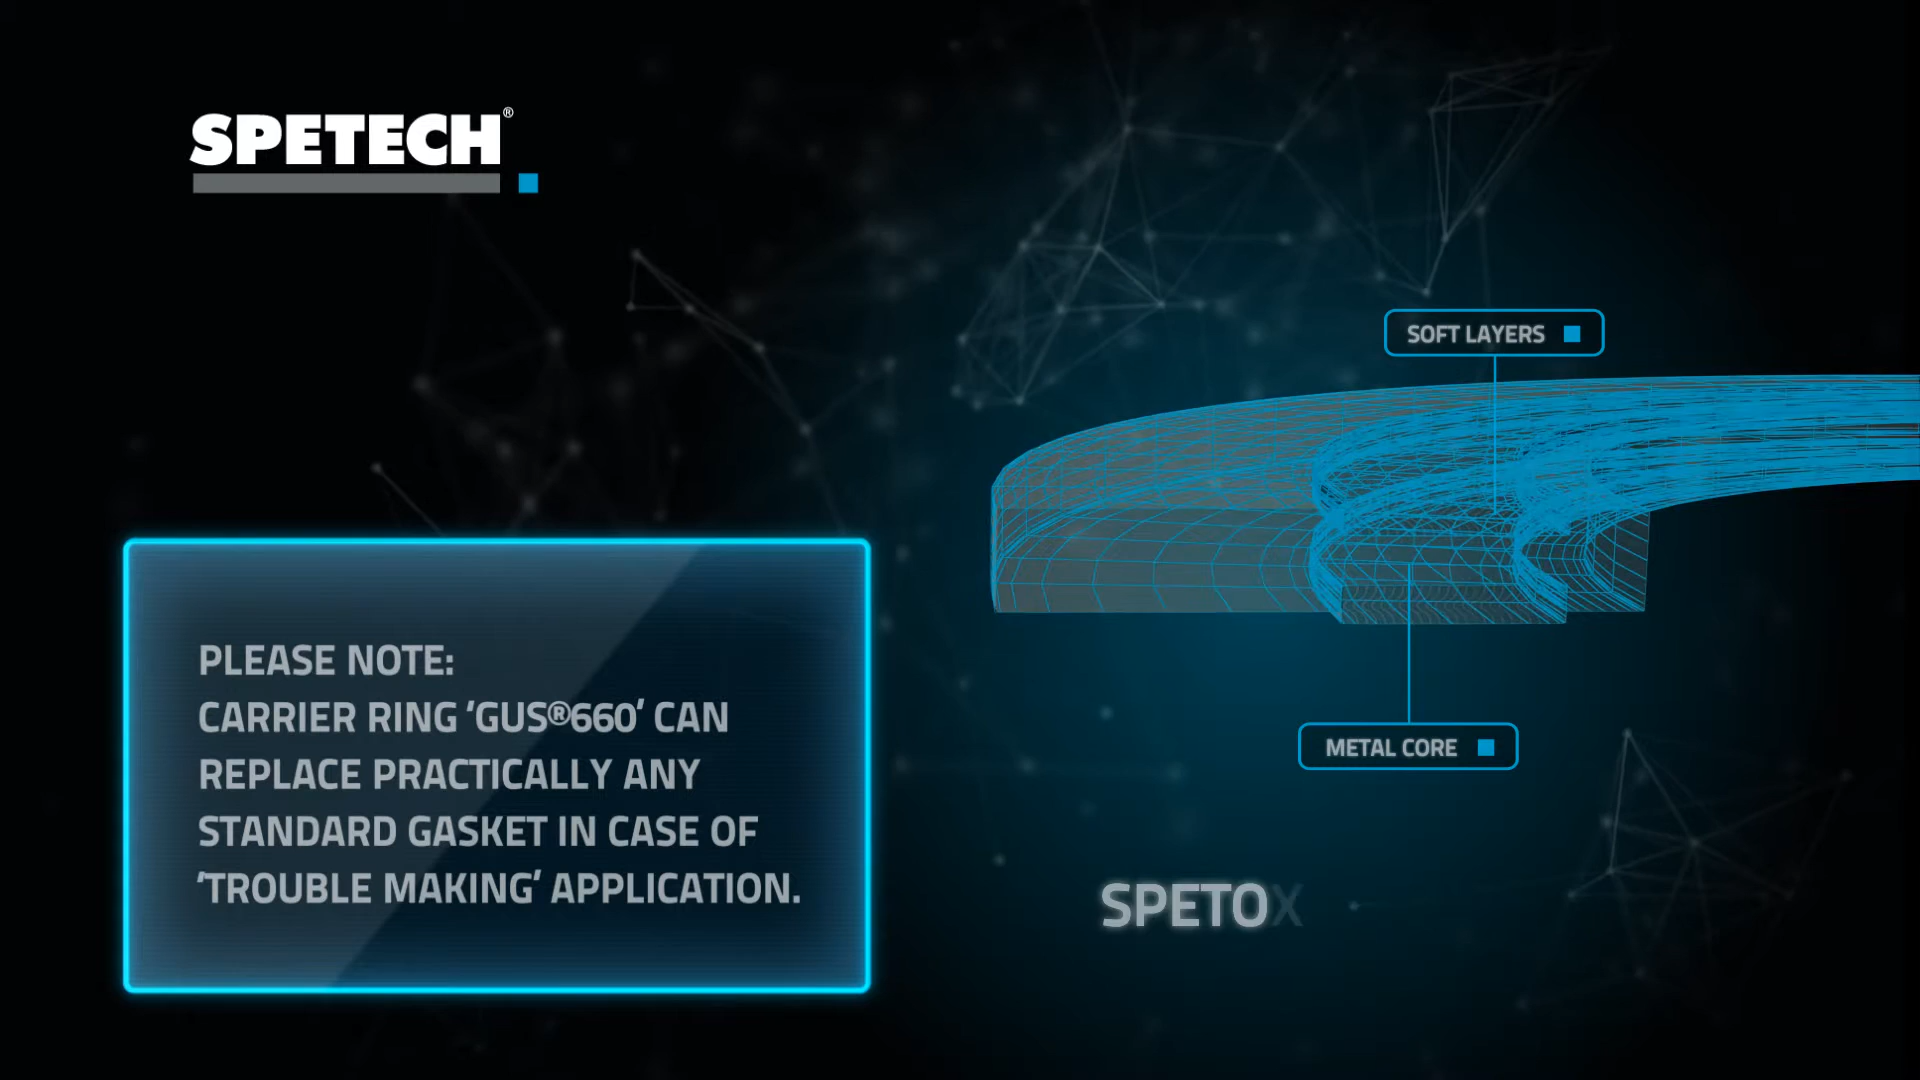 SPETECH®
SOFT LAYERS
PLEASE NOTE:
CARRIER RING ‘GUS®660’ CAN
REPLACE PRACTICALLY ANY
STANDARD GASKET IN CASE OF
‘TROUBLE MAKING’ APPLICATION.
METAL CORE
SPETOX